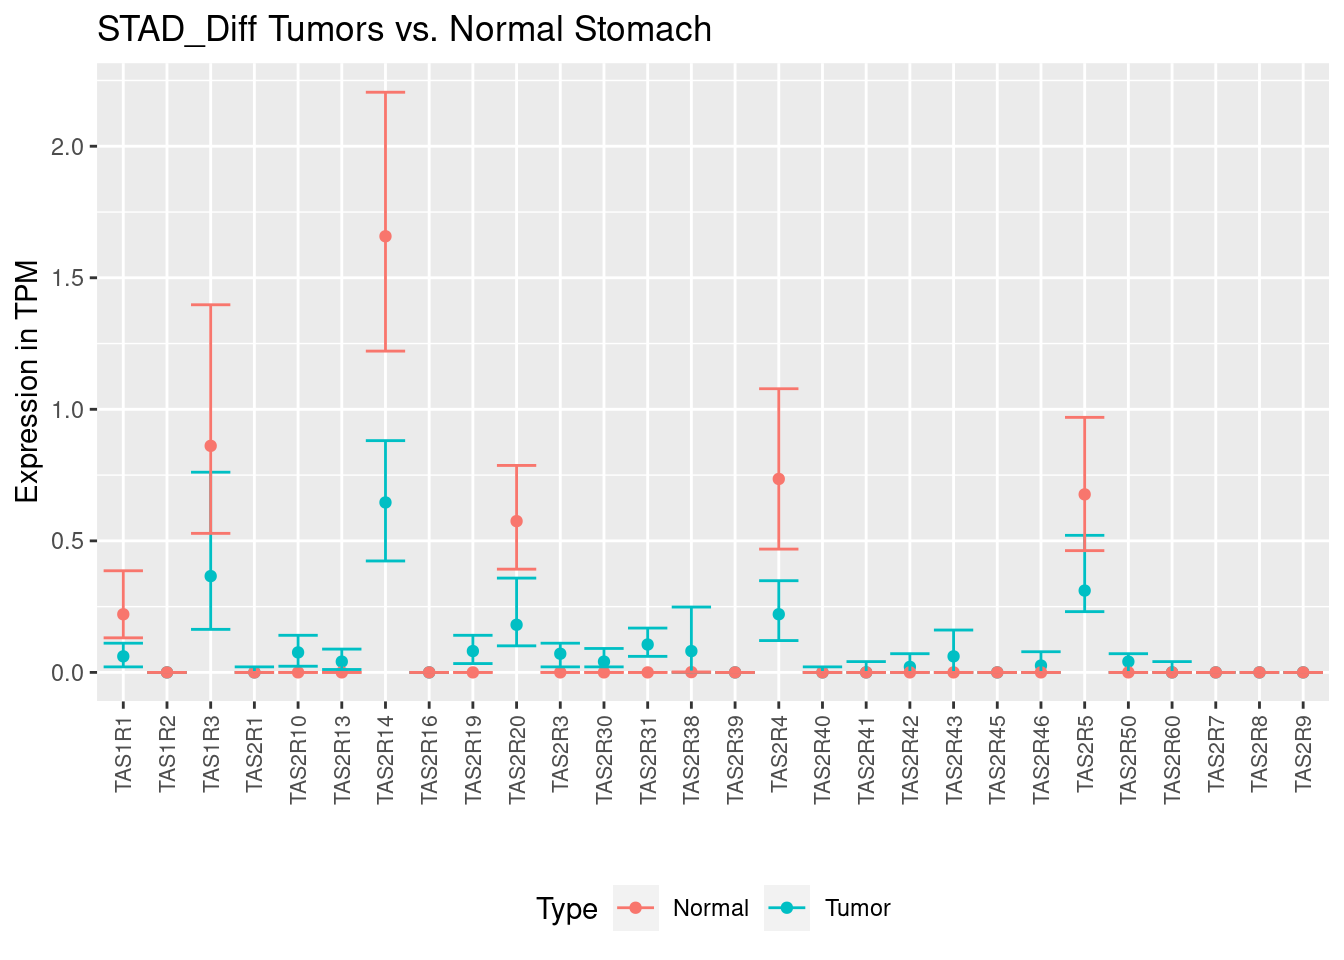 STAD_Diff Tumors vs. Normal Stomach
Expression in TPM
2.0
1.5
1.0
0.5
0.0
TAS1R1
TAS1R2
TAS1R3
TAS2R1
TAS2R10
TAS2R13
TAS2R14
TAS2R16
TAS2R19
TAS2R20
TAS2R3
TAS2R30
TAS2R31
TAS2R38
TAS2R39
TAS2R4
TAS2R40
TAS2R41
TAS2R42
TAS2R43
TAS2R45
TAS2R46
TAS2R5
TAS2R50
TAS2R60
TAS2R7
TAS2R8
TAS2R9
Type Normal Tumor